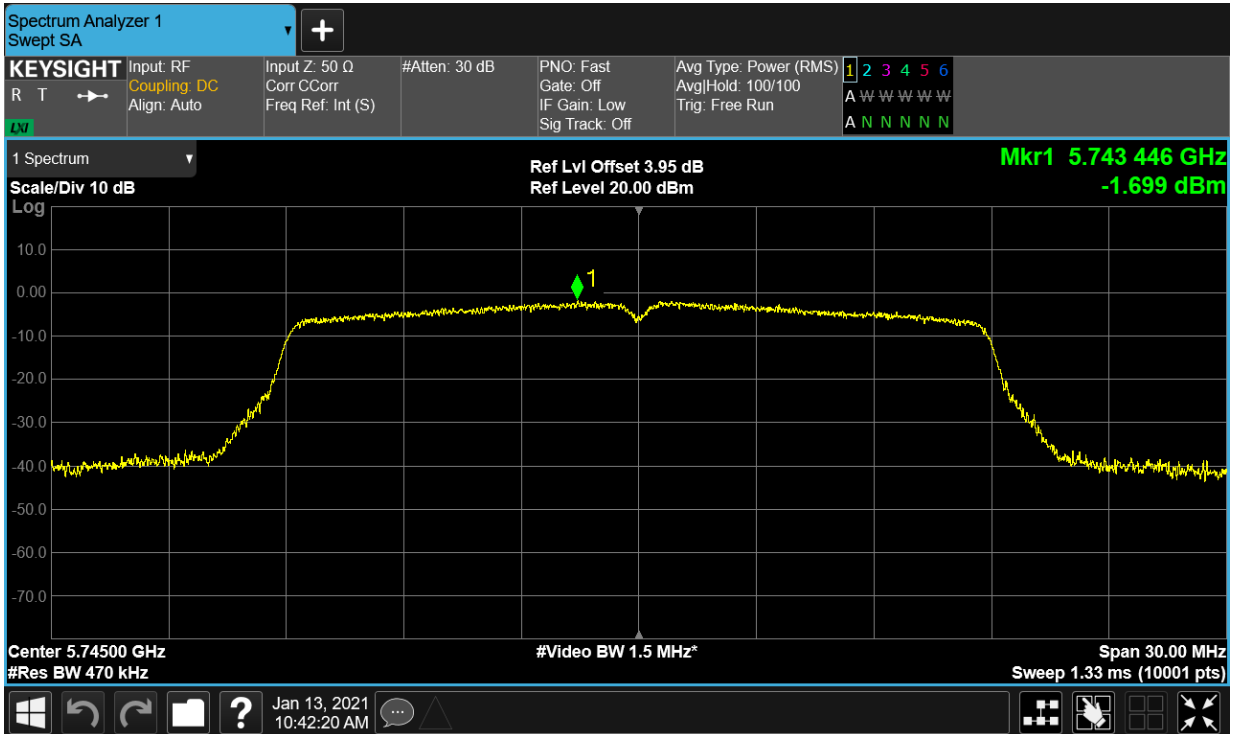 Spectrum Analyzer 1
Swept SA
KEYSIGHT
R T
LXI
Input: RF
Coupling: DC
Align: Auto
Input Z: 50 Ω
Corr CCorr
Freq Ref: Int (S)
#Atten: 30 dB
PNO: Fast
Gate: Off
IF Gain: Low
Sig Track: Off
Avg Type: Power (RMS)
Avg|Hold: 100/100
Trig: Free Run
1 2 3 4 5 6
A W W W W W
A N N N N N
1 Spectrum
Scale/Div 10 dB
Log
Ref Lvl Offset 3.95 dB
Ref Level 20.00 dBm
Mkr1 5.743 446 GHz
-1.699 dBm
10.0
0.00
1
-10.0
-20.0
-30.0
-40.0
-50.0
-60.0
-70.0
Center 5.74500 GHz
#Res BW 470 kHz
#Video BW 1.5 MHz*
Span 30.00 MHz
Sweep 1.33 ms (10001 pts)
?
Jan 13, 2021
10:42:20 AM